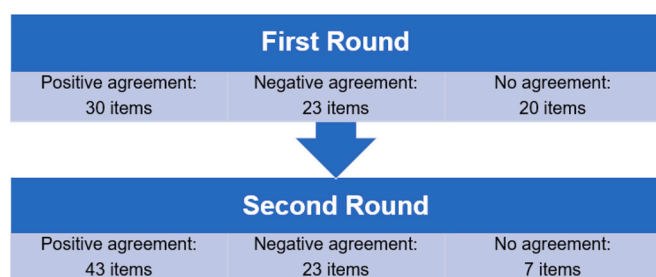 First Round
Positive agreement:
30 items
Negative agreement:
23 items
No agreement:
20 items
Second Round
Positive agreement:
43 items
Negative agreement:
23 items
No agreement:
7 items